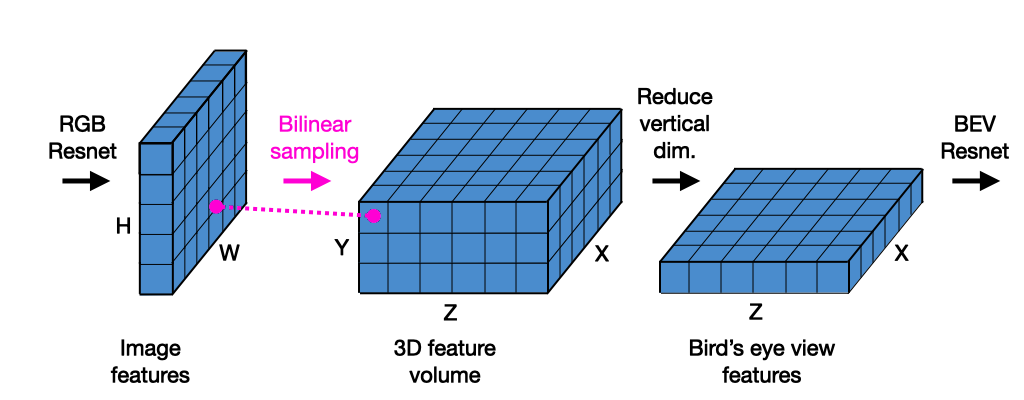 RGB
Resnet
H
W
Image
features
Bilinear
sampling
Y
Z
X
3D feature
volume
Reduce
vertical
dim.
Z
X
Bird's eye view
features
BEV
Resnet